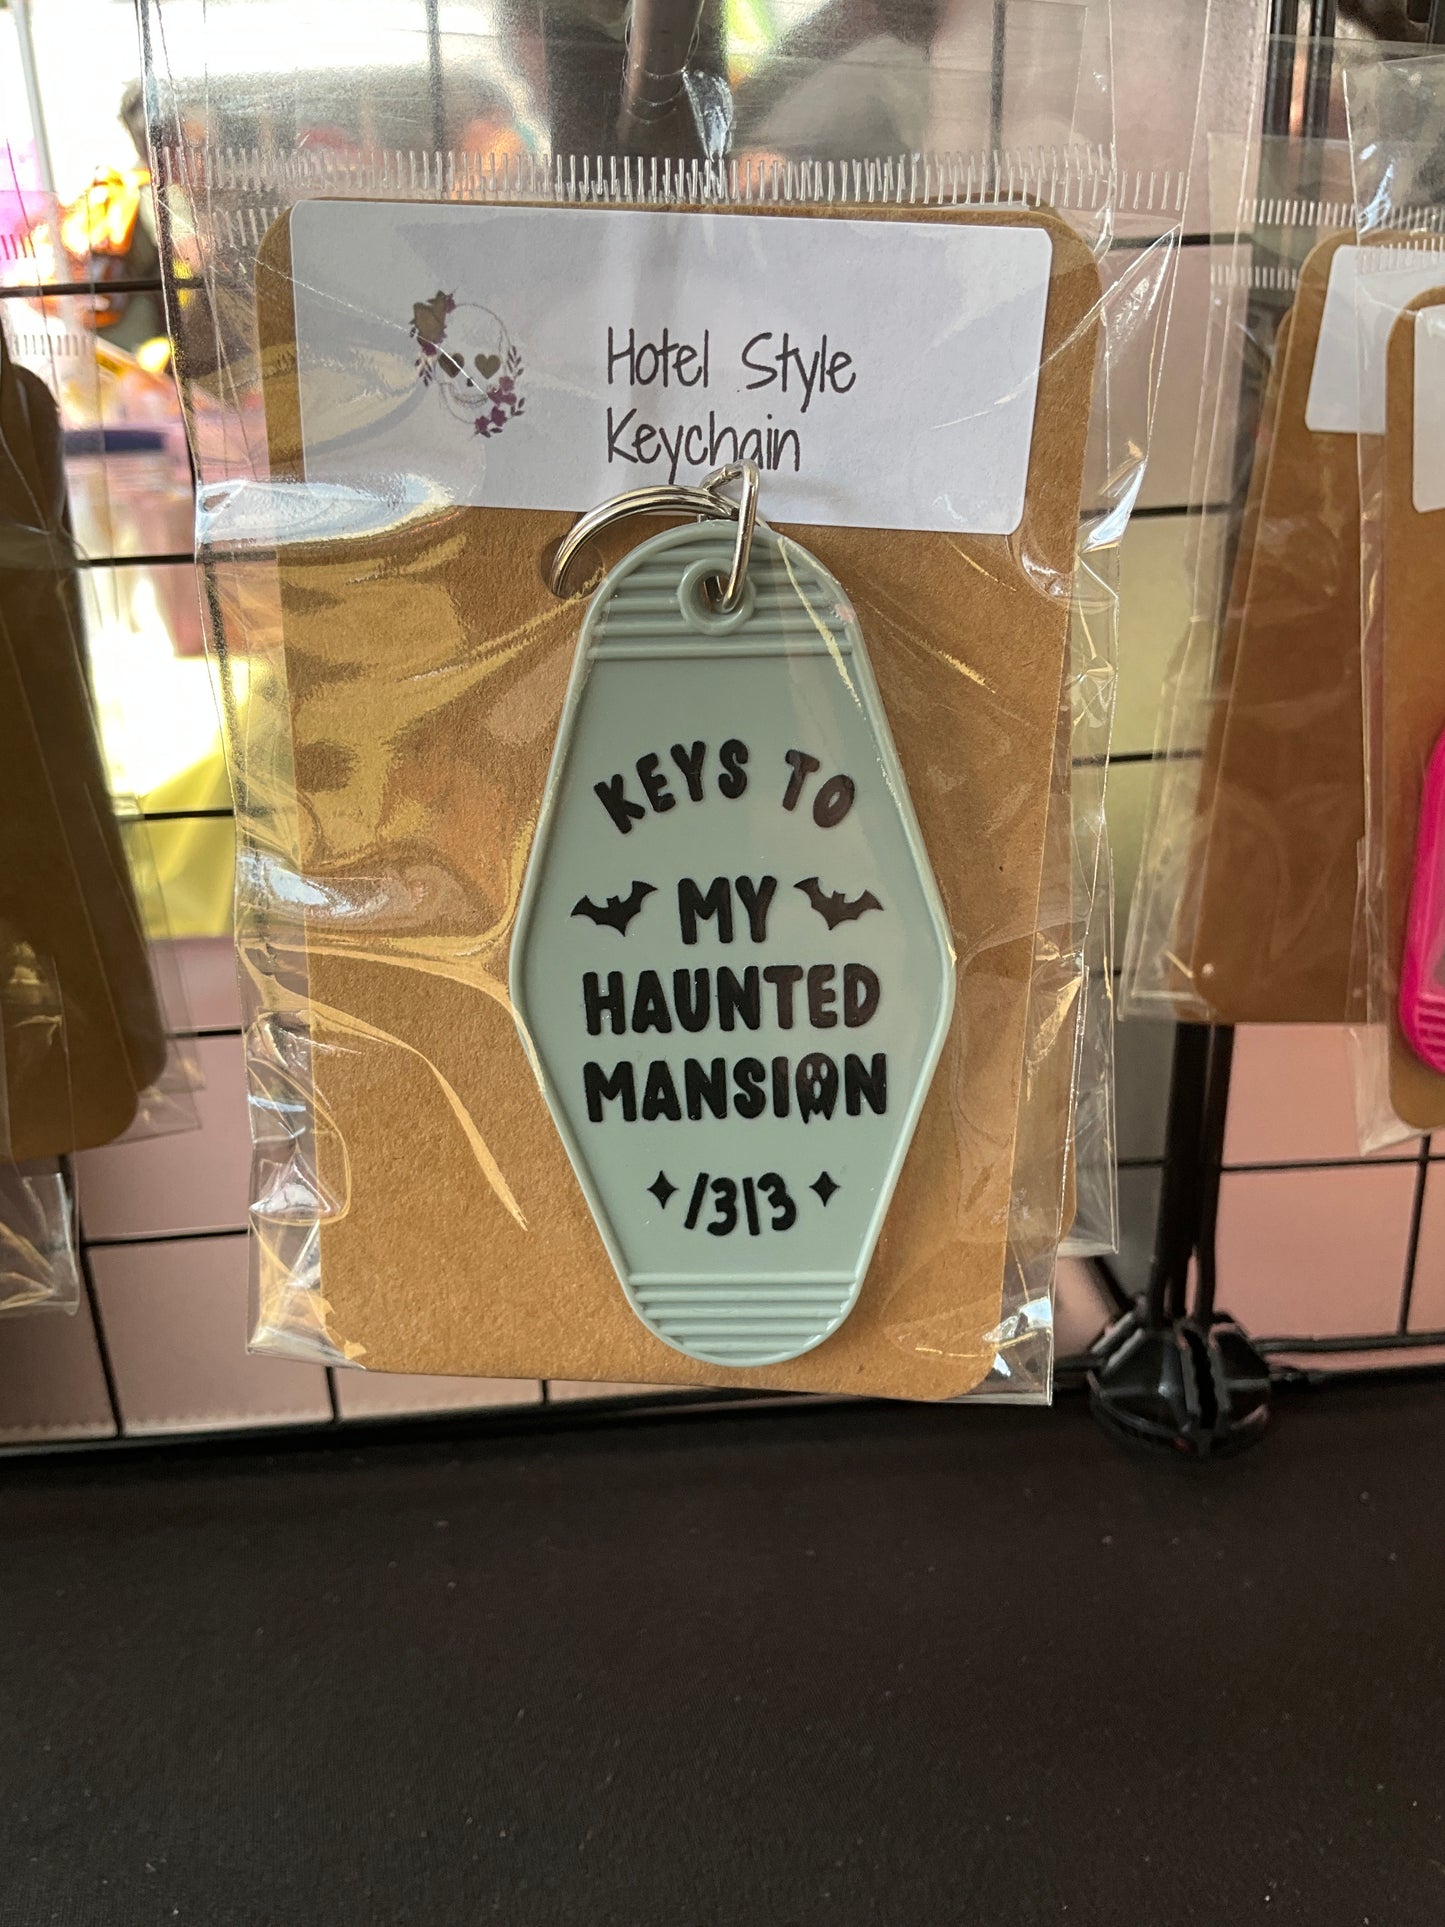 Hotel Style
Keychain
KEYS TO
MY
HAUNTED
MANSION
1313